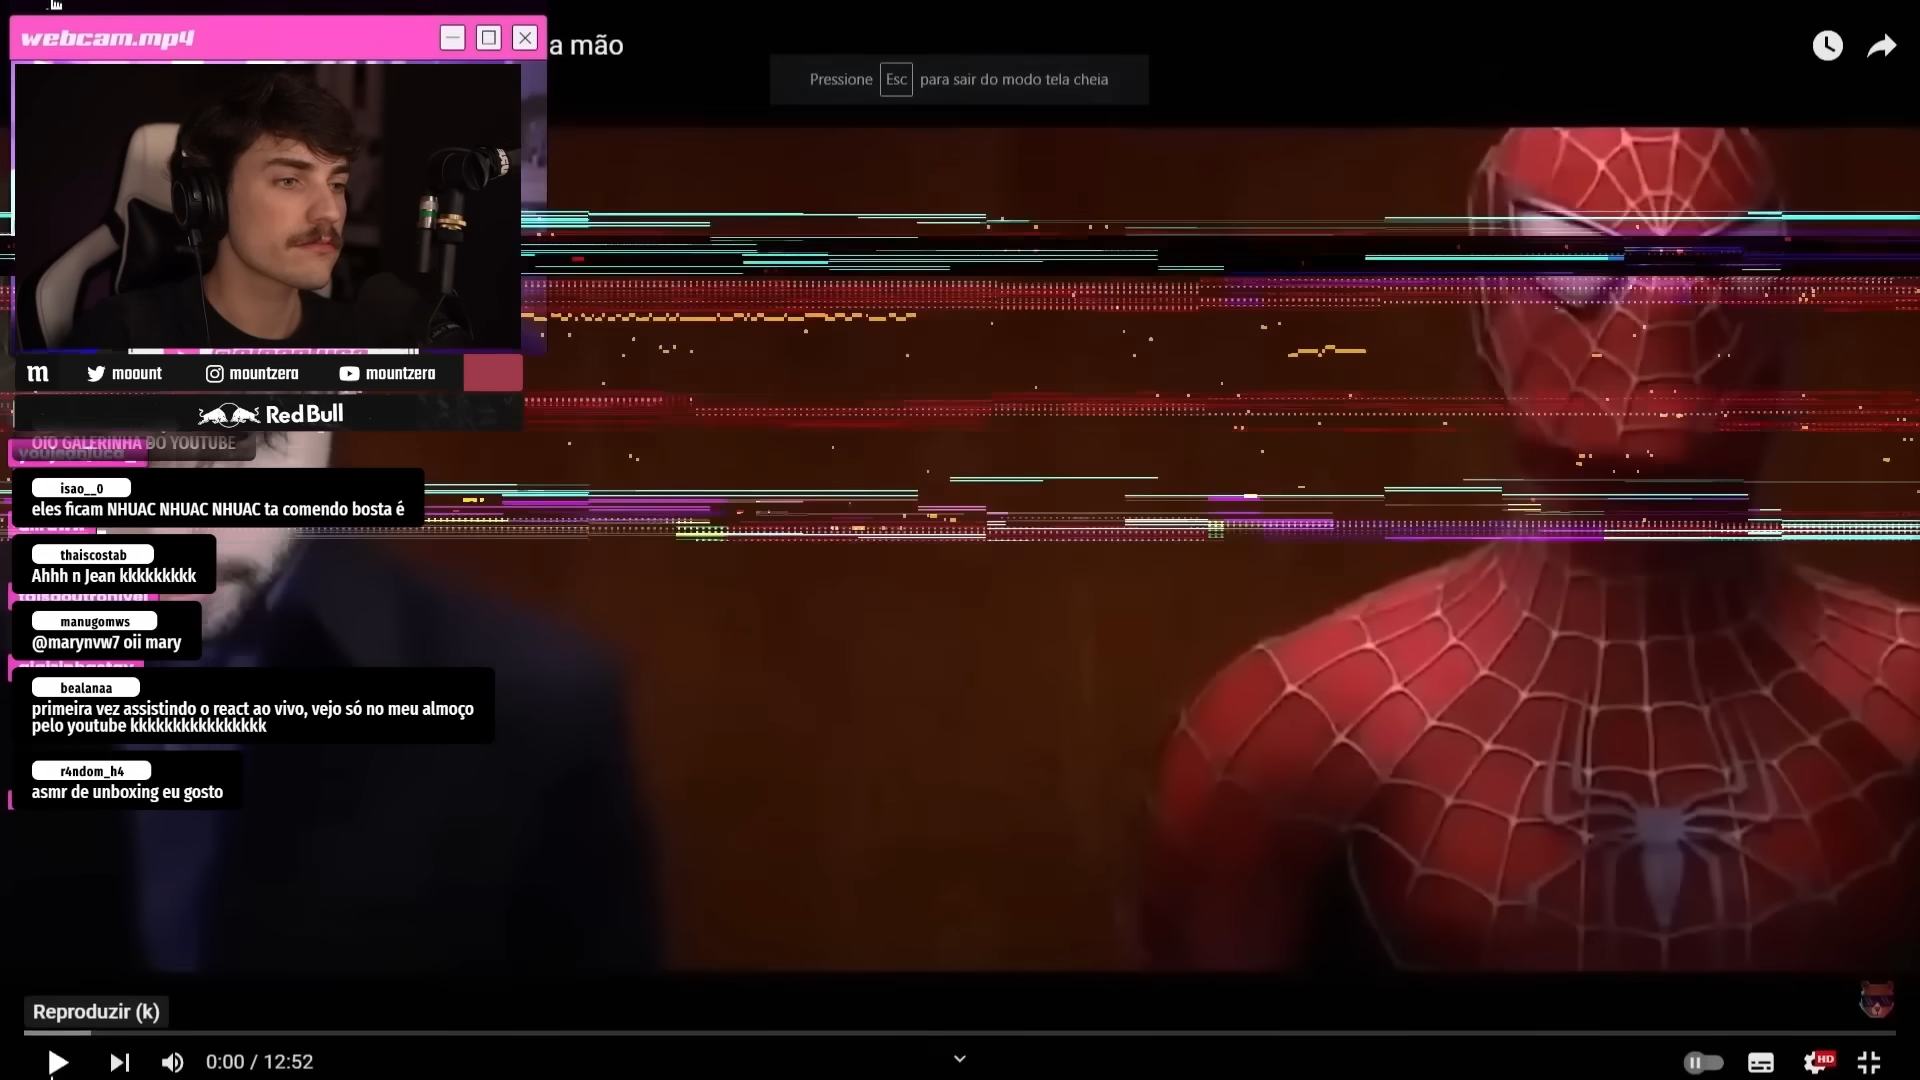 webcam.mp4
a mão
Pressione Esc para sair do modo tela cheia
m moount mountzera mountzera
Red Bull
OIO GALERINHA DO YOUTUBE
isao__0
eles ficam NHUAC NHUAC NHUAC ta comendo bosta é
thaiscostab
Ahhh n Jean kkkkkkkkk
manugomws
@marynvw7 oii mary
bealanaa
primeira vez assistindo o react ao vivo, vejo só no meu almoço
pelo youtube kkkkkkkkkkkkkkkk
r4ndom_h4
asmr de unboxing eu gosto
Reproduzir (k)
0:00 / 12:52
HD